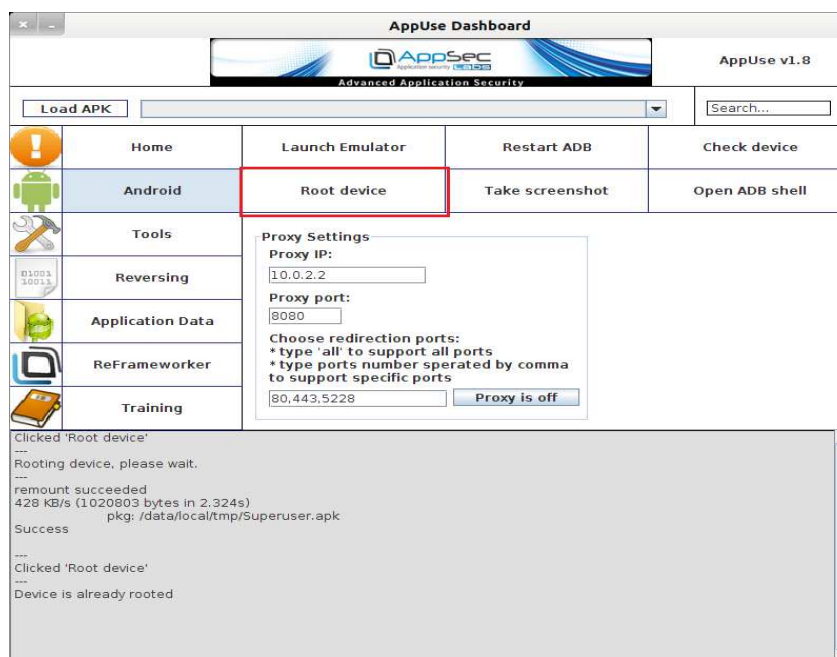 AppUse Dashboard
AppSec
Application security LABS
Advanced Application Security
AppUse v1.8
Load APK
Search...
Home
Launch Emulator
Restart ADB
Check device
Android
Root device
Take screenshot
Open ADB shell
Tools
Reversing
Application Data
ReFrameworker
Training
Proxy Settings
Proxy IP:
10.0.2.2
Proxy port:
8080
Choose redirection ports:
* type 'all' to support all ports
* type ports number sperated by comma
to support specific ports
80,443,5228
Proxy is off
Clicked 'Root device'
---
Rooting device, please wait.
---
remount succeeded
428 KB/s (1020803 bytes in 2.324s)
pkg: /data/local/tmp/Superuser.apk
Success
---
Clicked 'Root device'
---
Device is already rooted